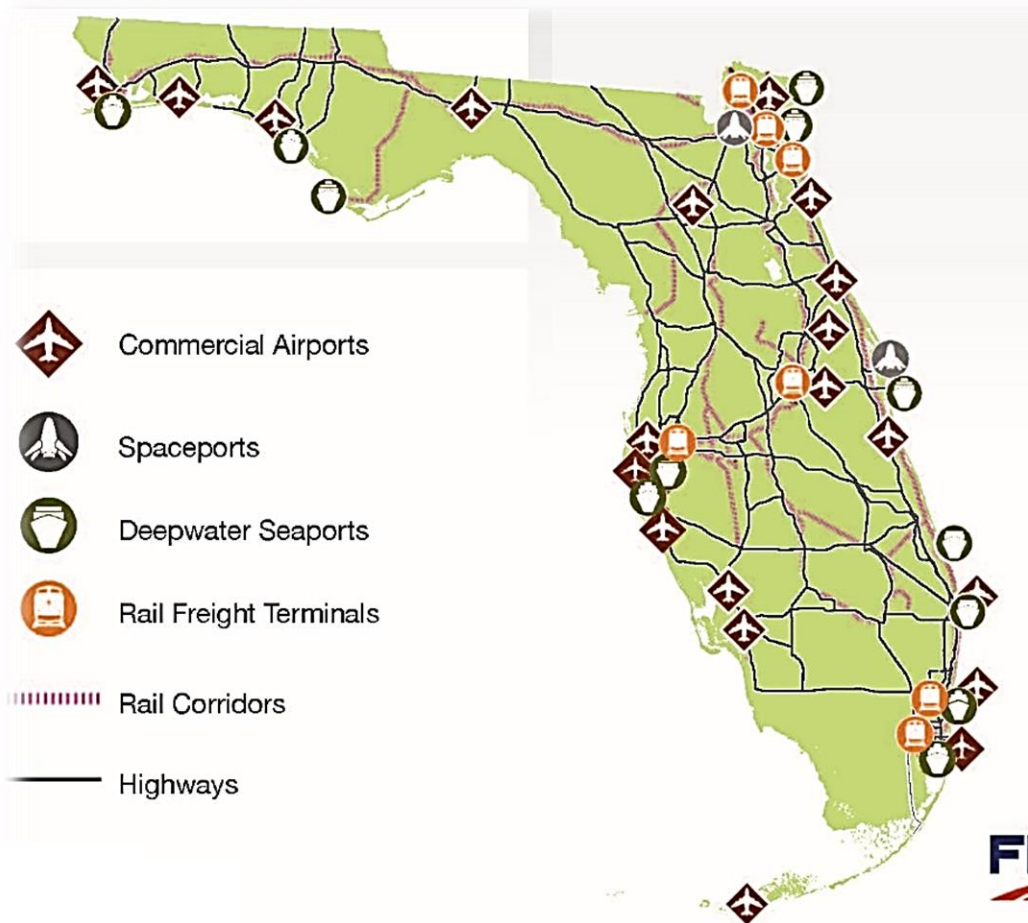 Commercial Airports
Spaceports
Deepwater Seaports
Rail Freight Terminals
Rail Corridors
Highways